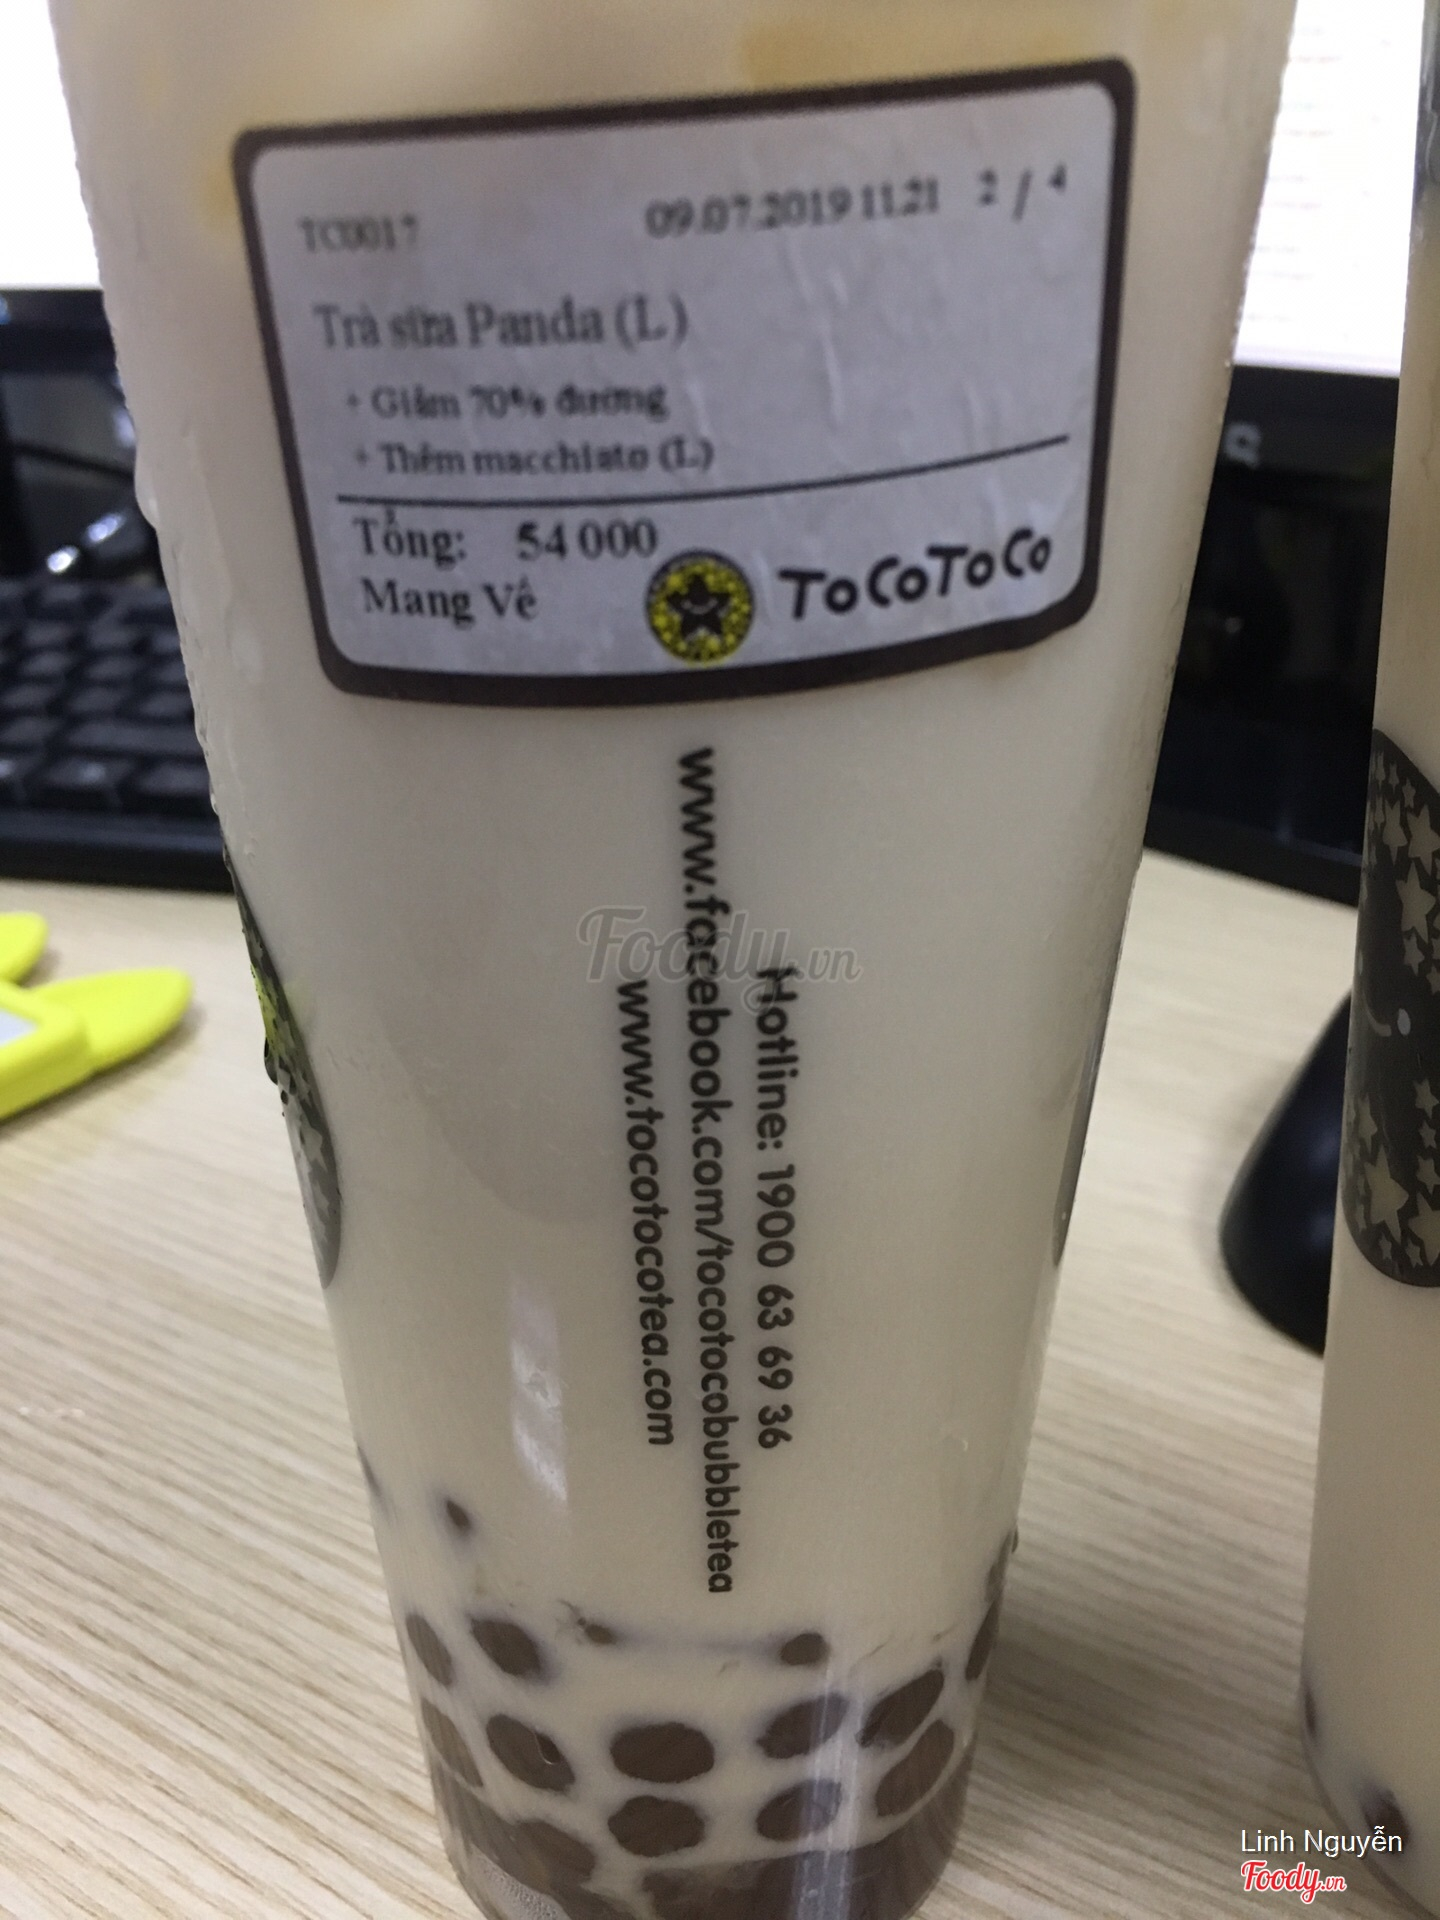 TC0017 09.07.2019 11.21 2 / 4
Trà sữa Panda (L)
+ Giảm 70% đường
+ Thêm macchiato (L)
Tổng: 54 000
Mang Về
ToCoToCo
Hotline: 1900 63 69 36
www.facebook.com/tocotocobubbletea
www.tocotocotea.com
Foody.vn
Linh Nguyễn
Foody.vn